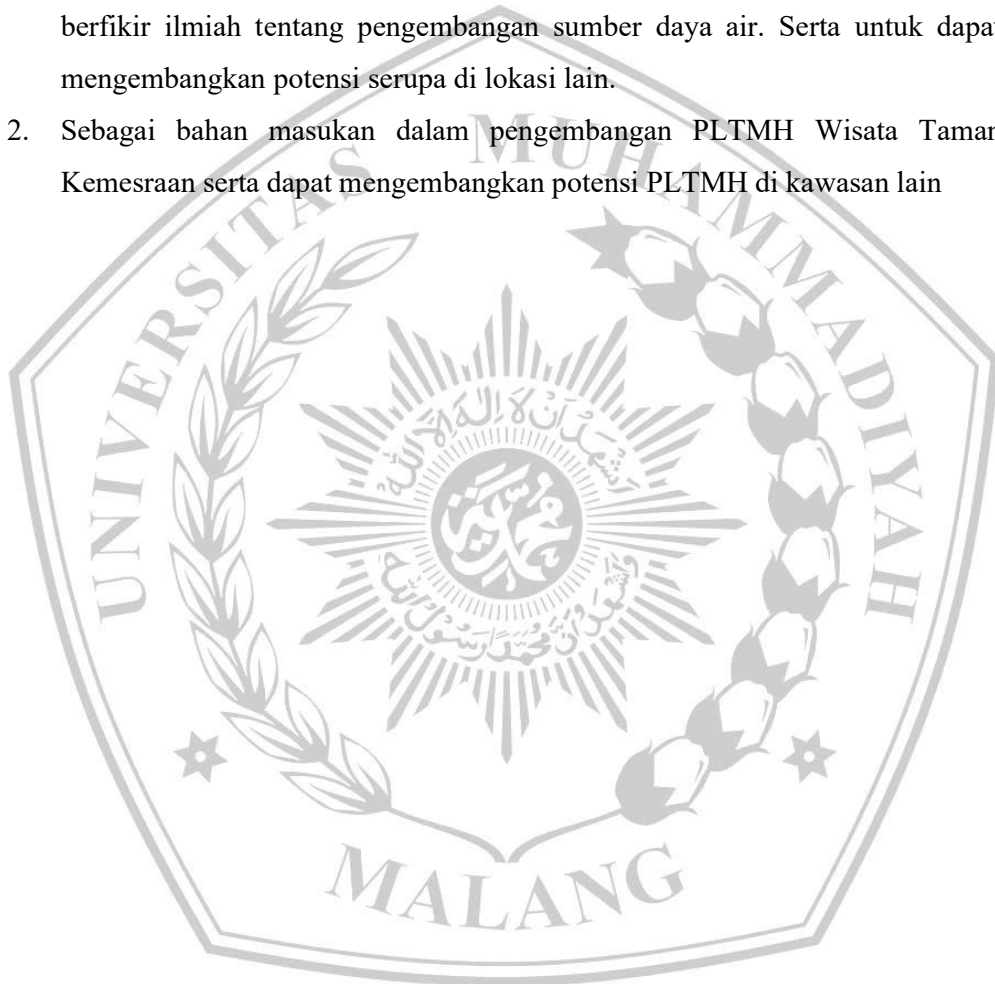 berfikir ilmiah tentang pengembangan sumber daya air. Serta untuk dapat
mengembangkan potensi serupa di lokasi lain.
2. Sebagai bahan masukan dalam pengembangan PLTMH Wisata Taman
Kemesraan serta dapat mengembangkan potensi PLTMH di kawasan lain
UNIVERSITAS MUHAMMADIYAH
MALANG